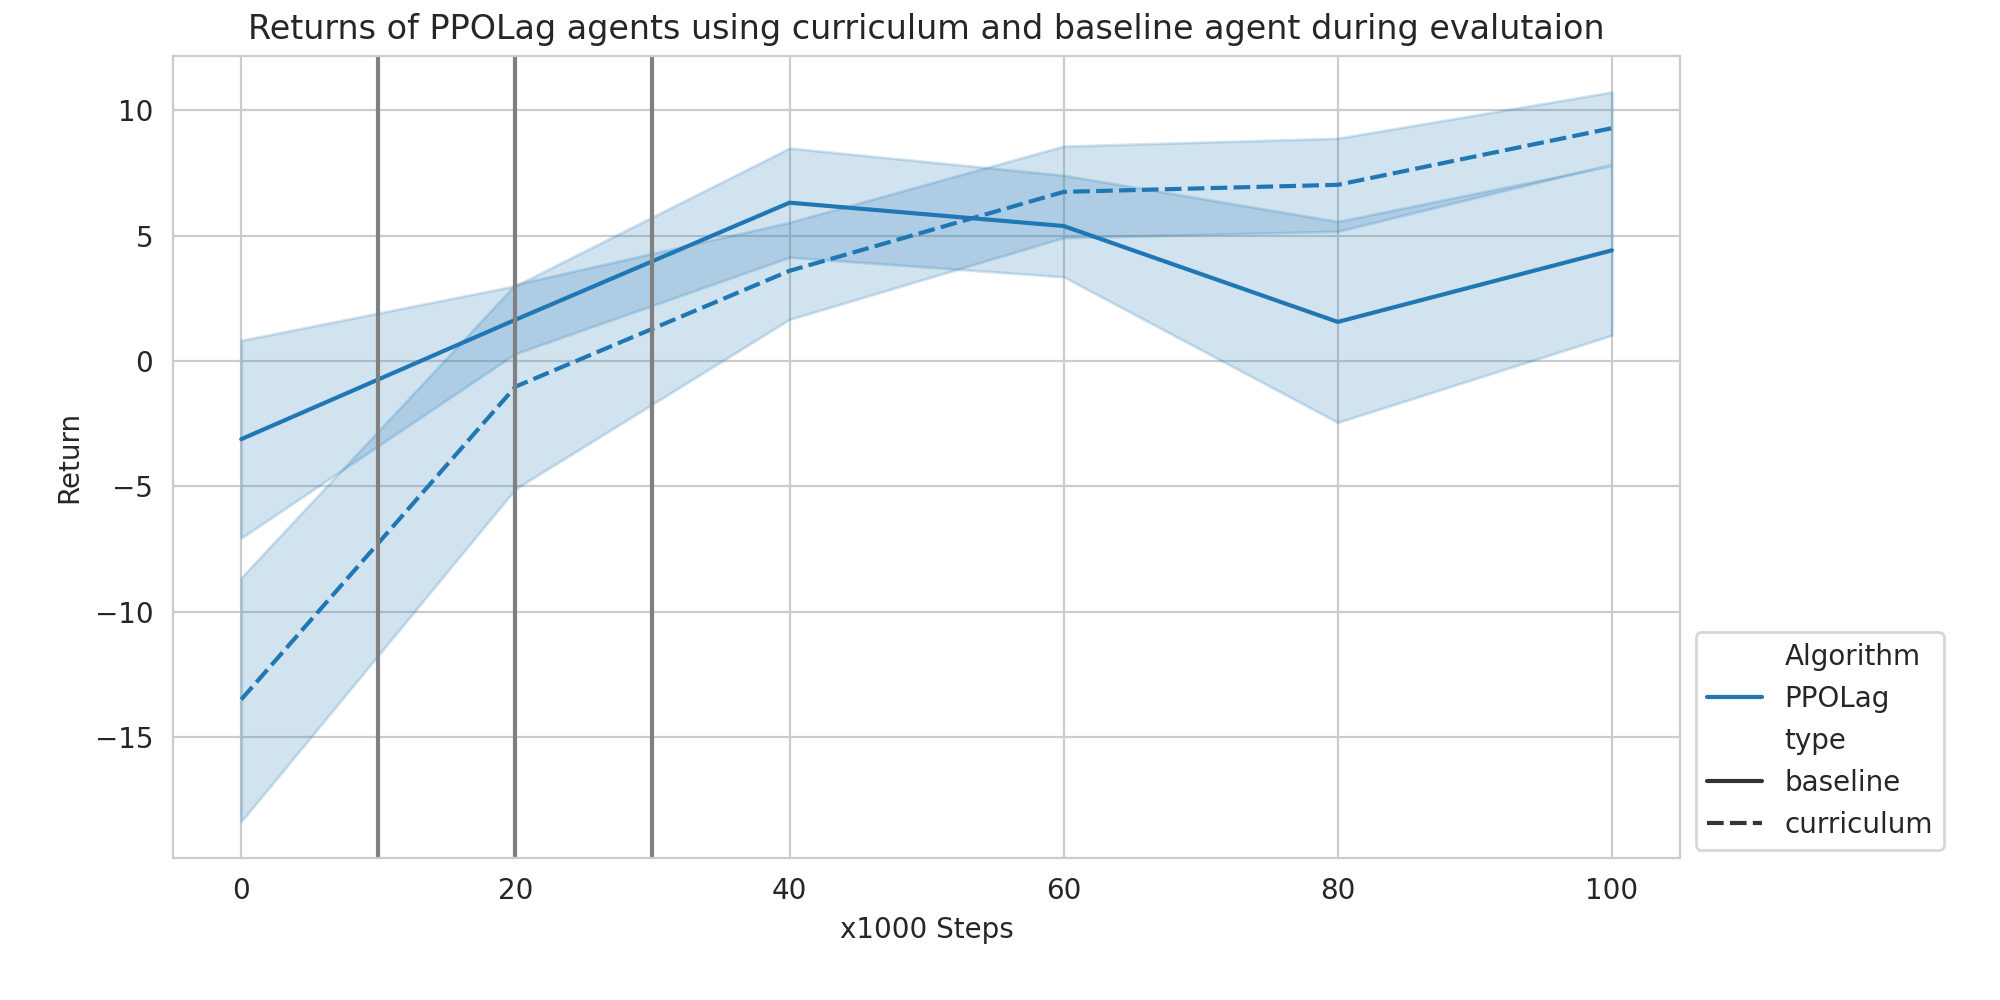 Returns of PPOLag agents using curriculum and baseline agent during evalutaion
10
5
0
−5
−10
−15
Return
0 20 40 60 80 100
x1000 Steps
Algorithm
PPOLag
type
baseline
curriculum